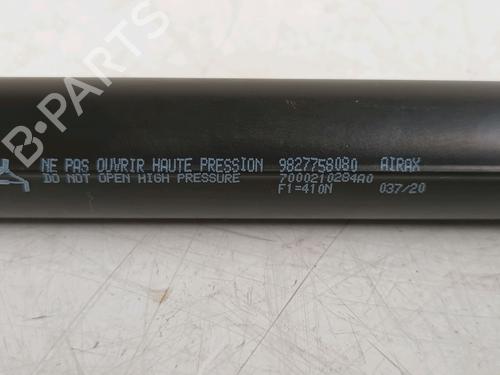 B-PARTS
NE PAS OUVRIR HAUTE PRESSION 9827758080 AIRAX
DO NOT OPEN HIGH PRESSURE 7000210284A0
F1=410N 037/20